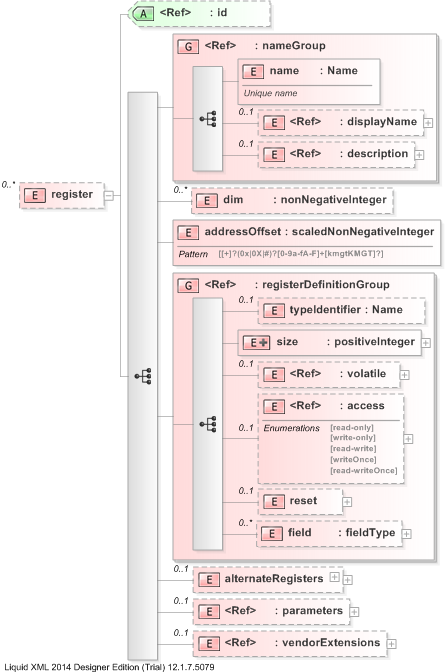 A <Ref> : id
G <Ref> : nameGroup
E name : Name
Unique name
0..1
E <Ref> : displayName
0..1
E <Ref> : description
0..*
E register
0..*
E dim : nonNegativeInteger
E addressOffset : scaledNonNegativeInteger
Pattern [[+]?(0x|0X|#)?[0-9a-fA-F]+[kmgtKMGT]?]
G <Ref> : registerDefinitionGroup
0..1
E typeIdentifier : Name
E size : positiveInteger
0..1
E <Ref> : volatile
E <Ref> : access
0..1
Enumerations [read-only]
[write-only]
[read-write]
[writeOnce]
[read-writeOnce]
0..1
E reset
0..*
E field : fieldType
0..1
E alternateRegisters
0..1
E <Ref> : parameters
0..1
E <Ref> : vendorExtensions
Liquid XML 2014 Designer Edition (Trial) 12.1.7.5079